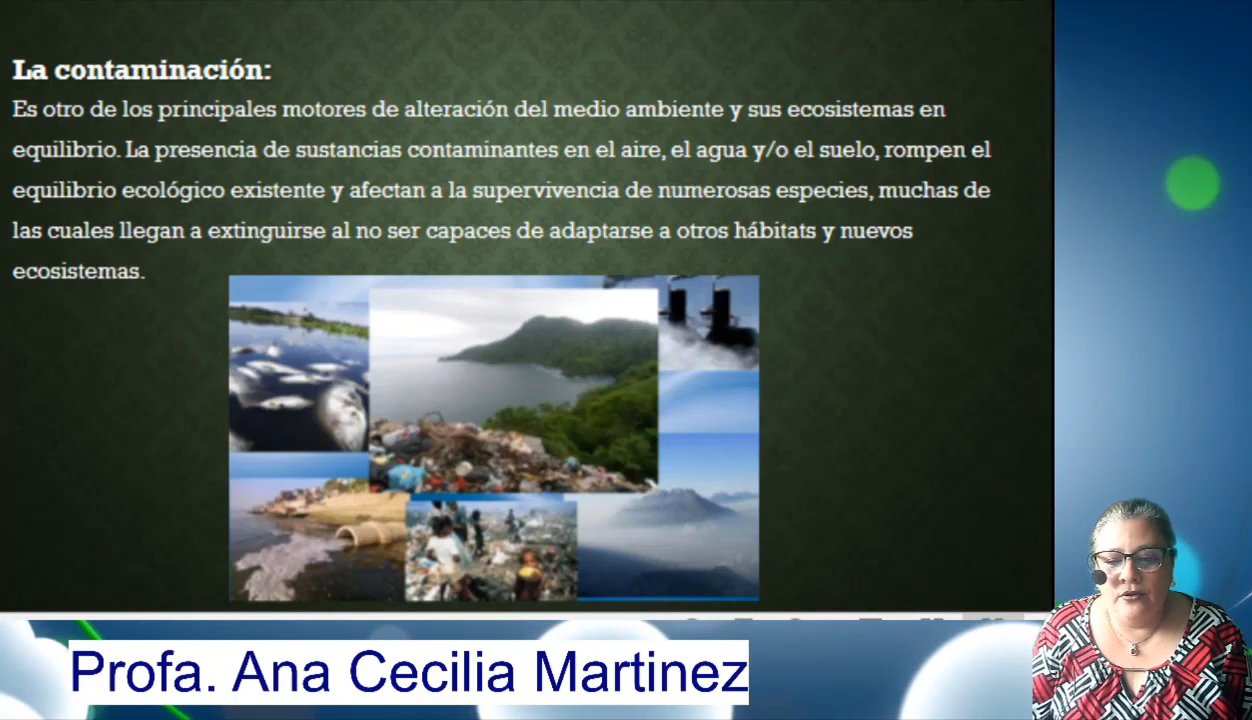 La contaminación:
Es otro de los principales motores de alteración del medio ambiente y sus ecosistemas en
equilibrio. La presencia de sustancias contaminantes en el aire, el agua y/o el suelo, rompen el
equilibrio ecológico existente y afectan a la supervivencia de numerosas especies, muchas de
las cuales llegan a extinguirse al no ser capaces de adaptarse a otros hábitats y nuevos
ecosistemas.
Profa. Ana Cecilia Martinez